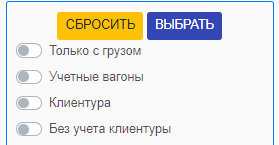 СБРОСИТЬ ВЫБРАТЬ
Только с грузом
Учетные вагоны
Клиентура
Без учета клиентуры